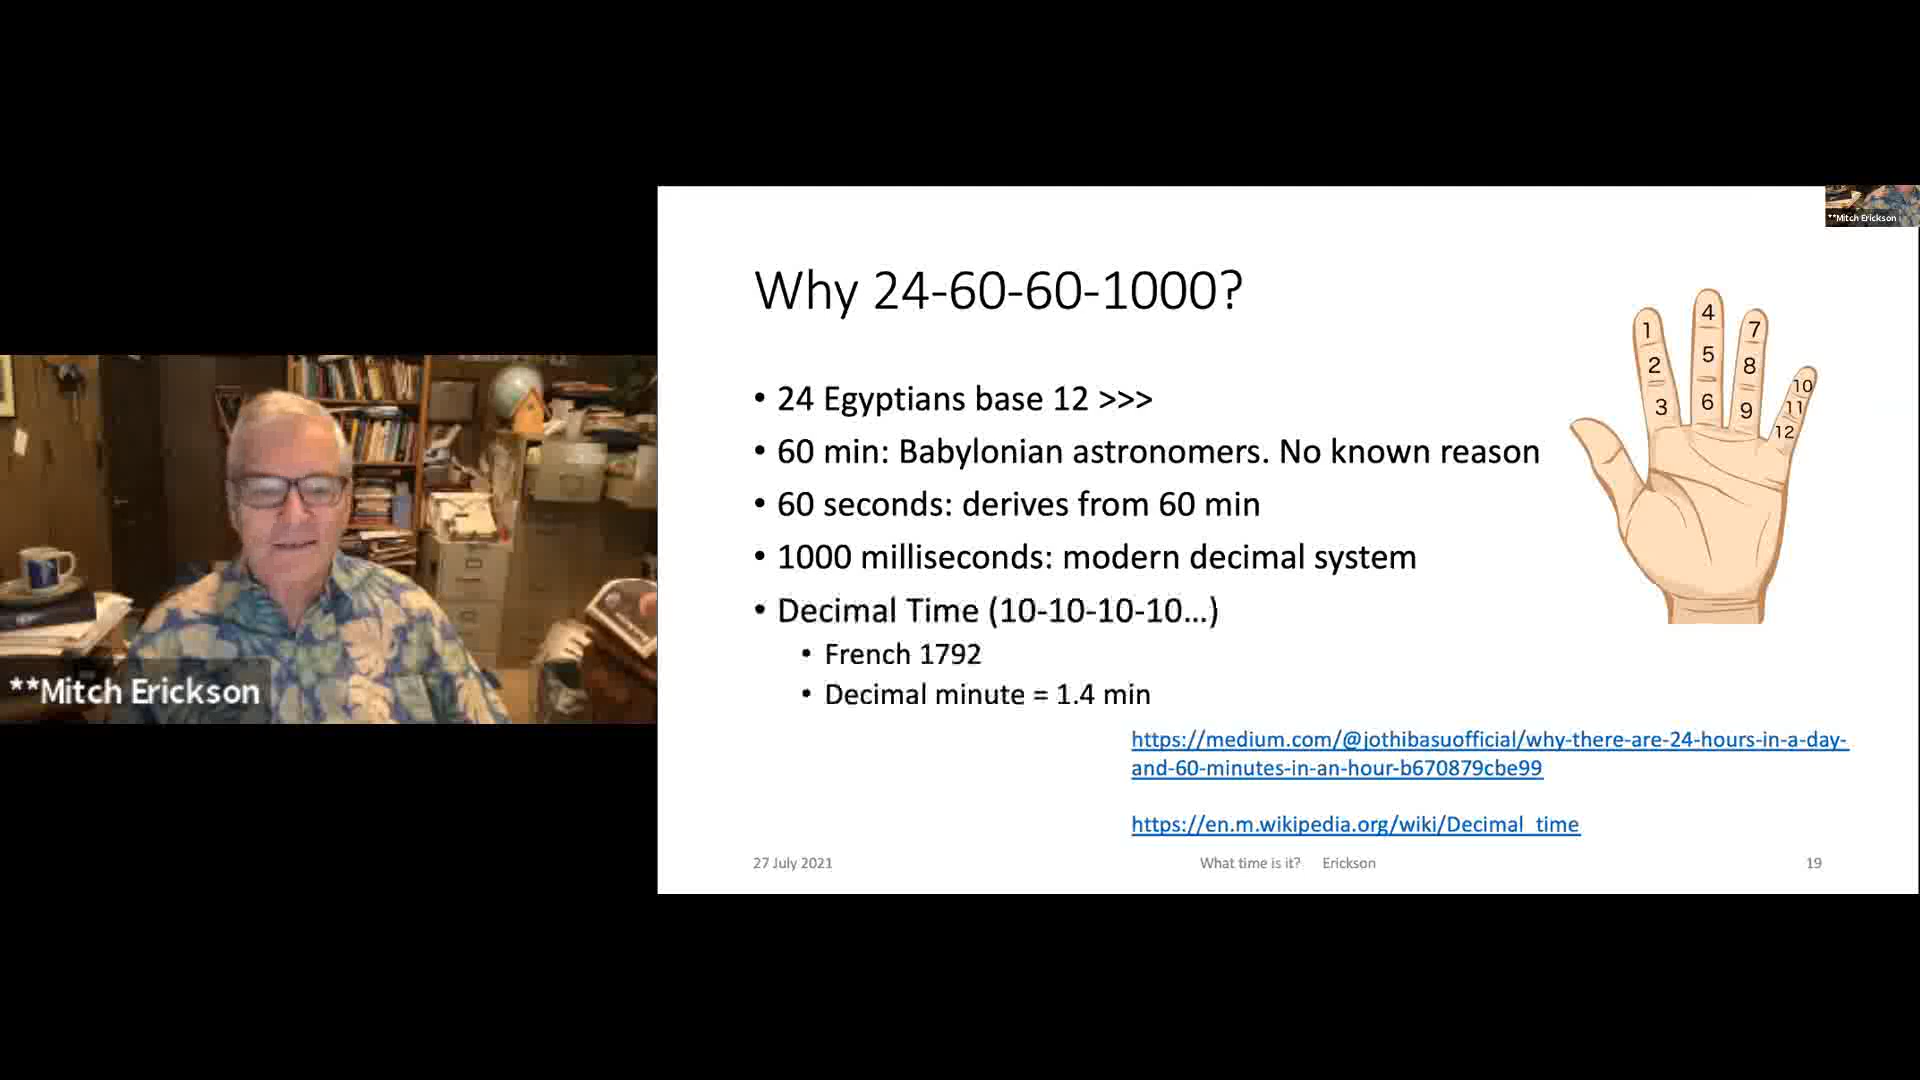 **Mitch Erickson
**Mitch Erickson
Why 24-60-60-1000?
• 24 Egyptians base 12 >>>
• 60 min: Babylonian astronomers. No known reason
• 60 seconds: derives from 60 min
• 1000 milliseconds: modern decimal system
• Decimal Time (10-10-10-10…)
• French 1792
• Decimal minute = 1.4 min
1
2
3
4
5
6
7
8
9
10
11
12
https://medium.com/@jothibasuofficial/why-there-are-24-hours-in-a-day-
and-60-minutes-in-an-hour-b670879cbe99
https://en.m.wikipedia.org/wiki/Decimal_time
27 July 2021
What time is it? Erickson
19